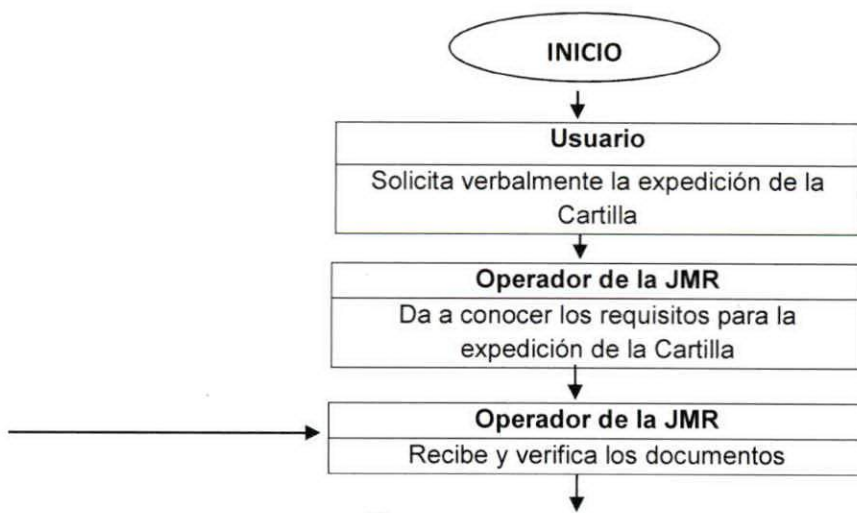 INICIO
Usuario
Solicita verbalmente la expedición de la
Cartilla
Operador de la JMR
Da a conocer los requisitos para la
expedición de la Cartilla
Operador de la JMR
Recibe y verifica los documentos